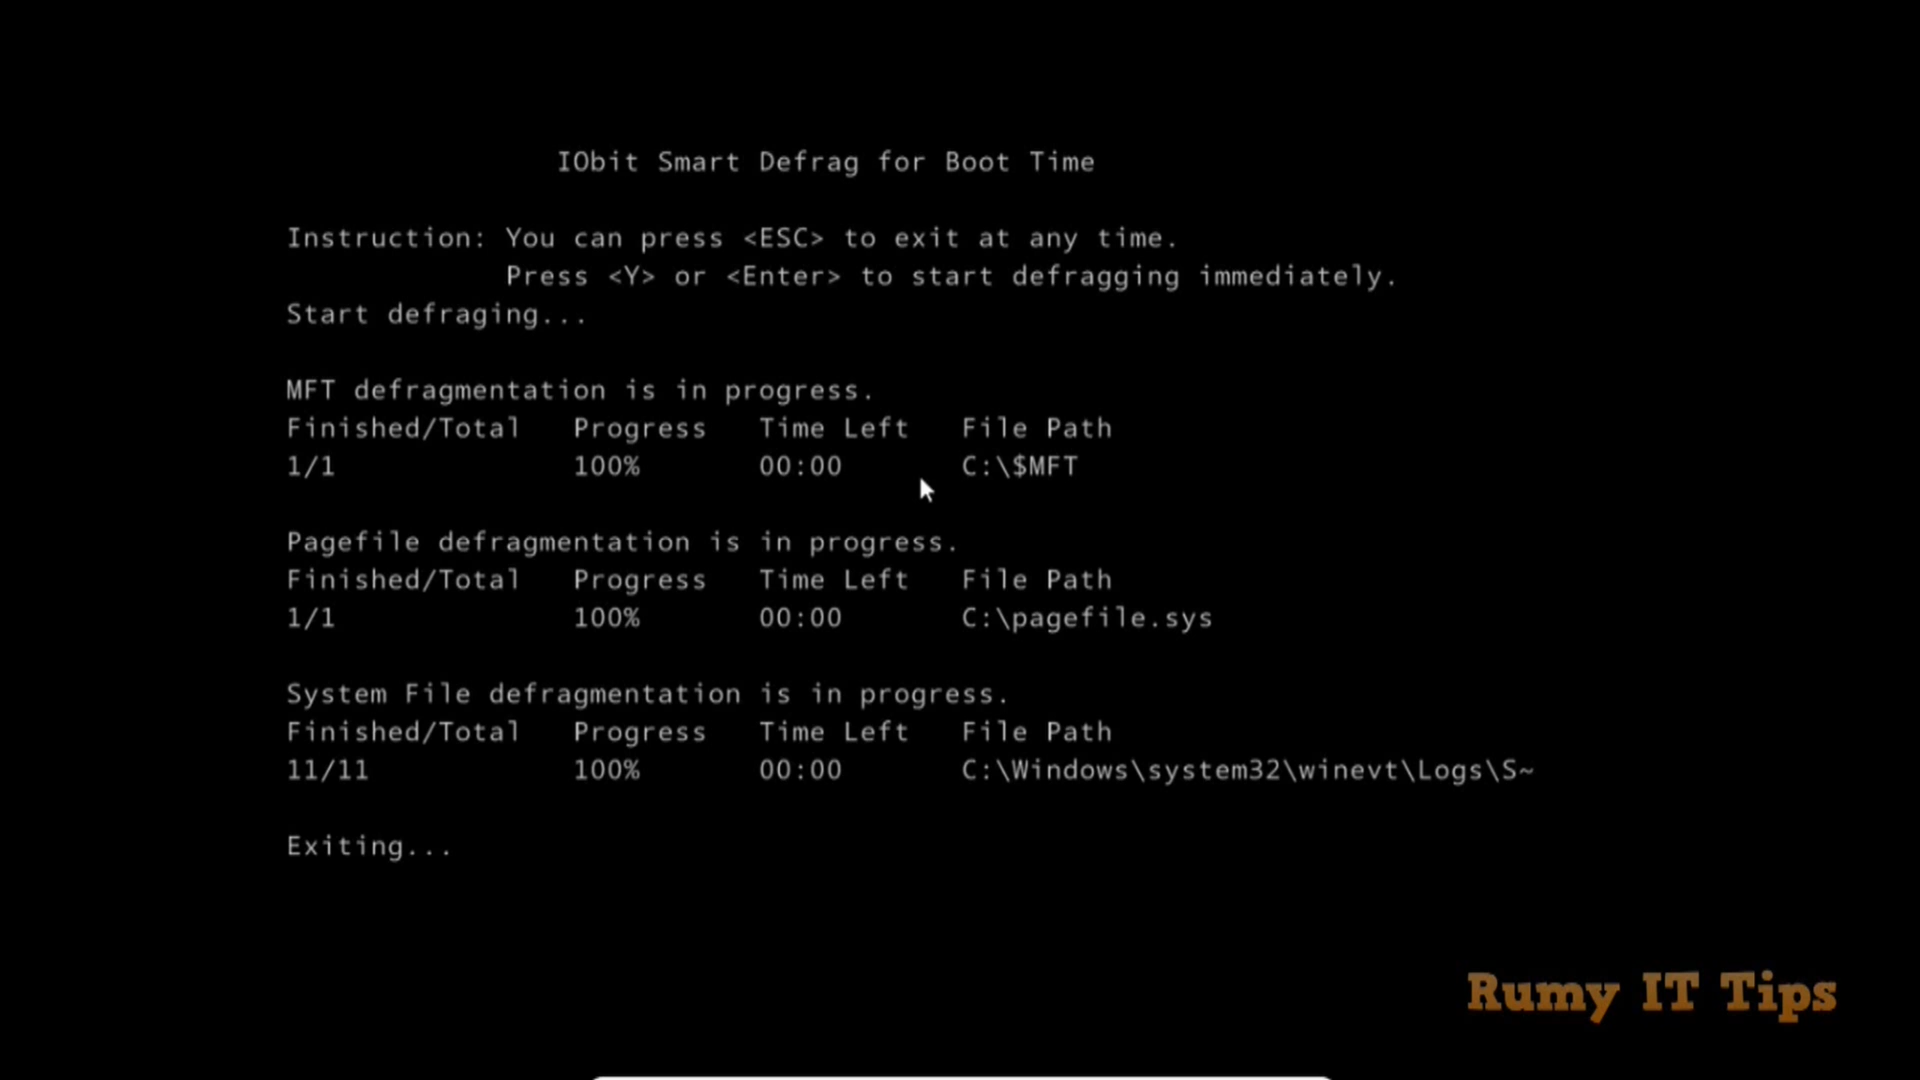 IObit Smart Defrag for Boot Time
Instruction: You can press <ESC> to exit at any time.
Press <Y> or <Enter> to start defragging immediately.
Start defraging...
MFT defragmentation is in progress.
Finished/Total Progress Time Left File Path
1/1 100% 00:00 C:\$MFT
Pagefile defragmentation is in progress.
Finished/Total Progress Time Left File Path
1/1 100% 00:00 C:\pagefile.sys
System File defragmentation is in progress.
Finished/Total Progress Time Left File Path
11/11 100% 00:00 C:\Windows\system32\winevt\Logs\S~
Exiting...
Rumy IT Tips